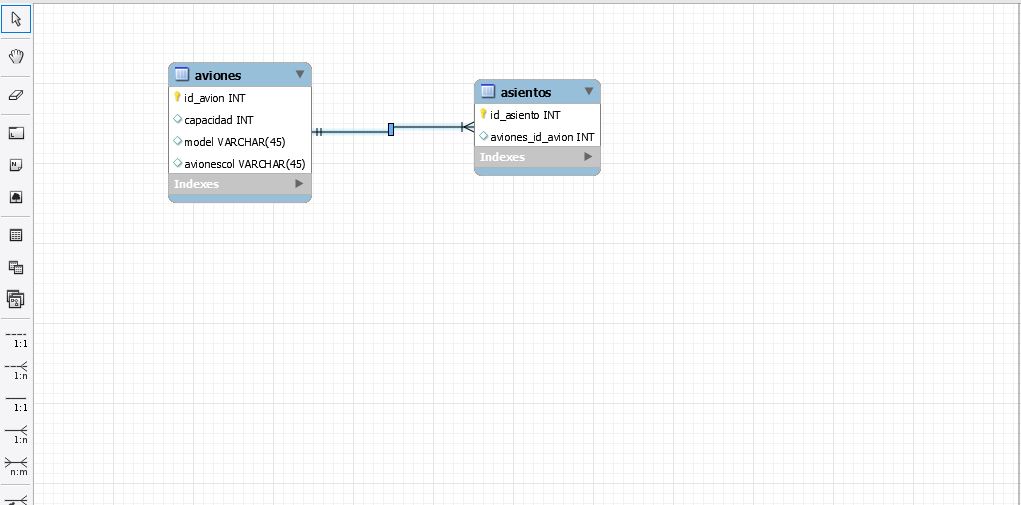 aviones
id_avion INT
capacidad INT
model VARCHAR(45)
avionescol VARCHAR(45)
Indexes
asientos
id_asiento INT
aviones_id_avion INT
Indexes
1:1
1:n
1:1
1:n
n:m